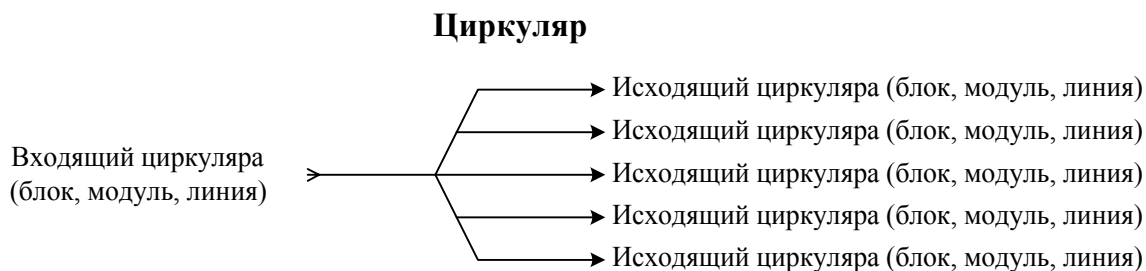 Циркуляр
Исходящий циркуляра (блок, модуль, линия)
Исходящий циркуляра (блок, модуль, линия)
Входящий циркуляра
(блок, модуль, линия)
Исходящий циркуляра (блок, модуль, линия)
Исходящий циркуляра (блок, модуль, линия)
Исходящий циркуляра (блок, модуль, линия)